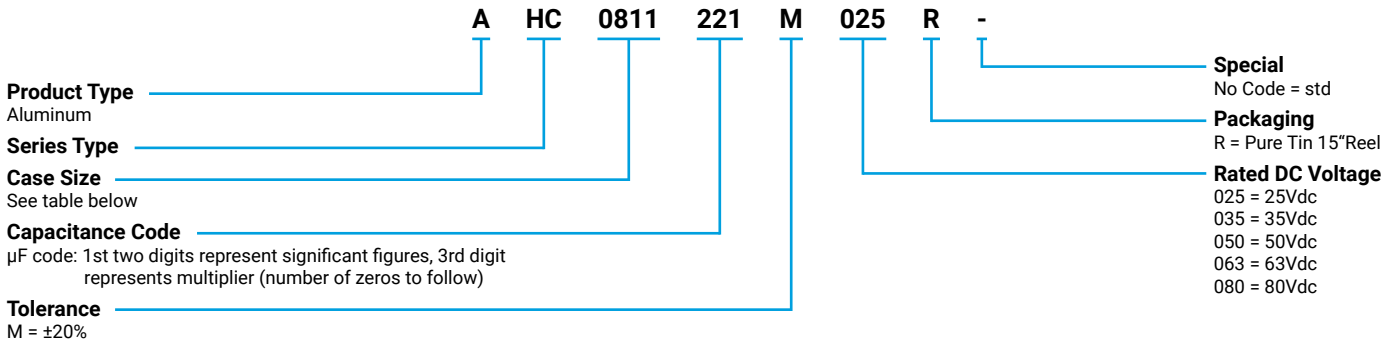 A HC 0811 221 M 025 R -
Product Type
Aluminum
Series Type
Case Size
See table below
Capacitance Code
µF code: 1st two digits represent significant figures, 3rd digit
represents multiplier (number of zeros to follow)
Tolerance
M = ±20%
Special
No Code = std
Packaging
R = Pure Tin 15“Reel
Rated DC Voltage
025 = 25Vdc
035 = 35Vdc
050 = 50Vdc
063 = 63Vdc
080 = 80Vdc